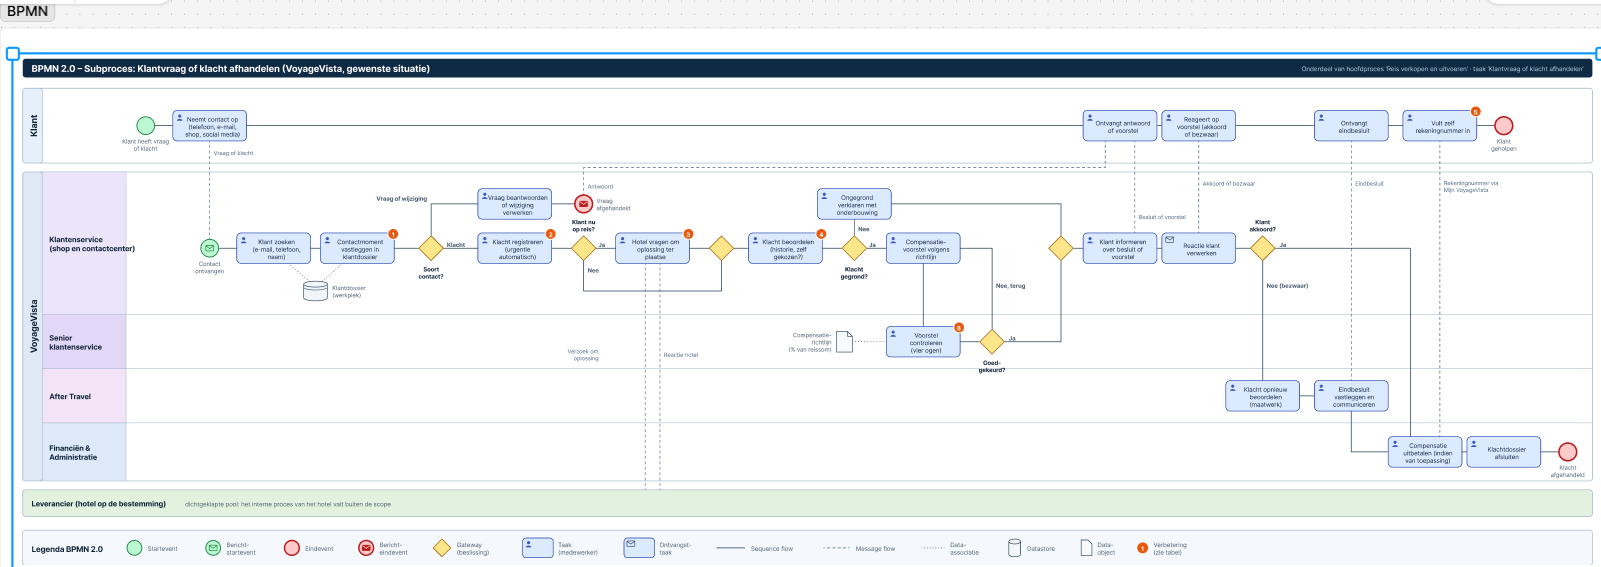 BPMN
BPMN 2.0 – Subproces: Klantvraag of klacht afhandelen (VoyageVista, gewenste situatie)
Onderdeel van hoofdproces 'Reis verkopen en uitvoeren' - taak 'Klantvraag of klacht afhandelen'
Klant
Klant heeft vraag
of klacht
Neemt contact op
(telefoon, e-mail,
shop, social media)
Vraag of klacht
Ontvangt antwoord
of voorstel
Reageert op
voorstel (akkoord
of bezwaar)
Ontvangt
eindbesluit
5
Vult zelf
rekeningnummer in
Klant
geholpen
VoyageVista
Klantenservice
(shop en contactcenter)
Contact
ontvangen
Klant zoeken
(e-mail, telefoon,
naam)
1
Contactmoment
vastleggen in
klantdossier
Klantdossier
(werkplek)
Vraag of wijziging
Klacht
Soort
contact?
Vraag beantwoorden
of wijziging
verwerken
Antwoord
Vraag
afgehandeld
2
Klacht registreren
(urgentie
automatisch)
Klant nu
op reis?
Ja
Nee
3
Hotel vragen om
oplossing ter
plaatse
4
Klacht beoordelen
(historie, zelf
gekozen?)
Ongegrond
verklaren met
onderbouwing
Nee
Ja
Klacht
gegrond?
Compensatie-
voorstel volgens
richtlijn
Nee, terug
Besluit of voorstel
Klant informeren
over besluit of
voorstel
Akkoord of bezwaar
Reactie klant
verwerken
Klant
akkoord?
Ja
Nee (bezwaar)
Eindbesluit
Rekeningnummer via
Mijn VoyageVista
Senior
klantenservice
Verzoek om
oplossing
Reactie hotel
Compensatie-
richtlijn
(% van reissom)
6
Voorstel
controleren
(vier ogen)
Ja
Goed-
gekeurd?
After Travel
Klacht opnieuw
beoordelen
(maatwerk)
Eindbesluit
vastleggen en
communiceren
Financiën &
Administratie
Compensatie
uitbetalen (indien
van toepassing)
Klachtdossier
afsluiten
Klacht
afgehandeld
Leverancier (hotel op de bestemming)
dichtgeklapte pool: het interne proces van het hotel valt buiten de scope
Legenda BPMN 2.0
Startevent
Bericht-
startevent
Eindevent
Bericht-
eindevent
Gateway
(beslissing)
Taak
(medewerker)
Ontvangst-
taak
Sequence flow
Message flow
Data-
associatie
Datastore
Data-
object
1
Verbetering
(zie tabel)